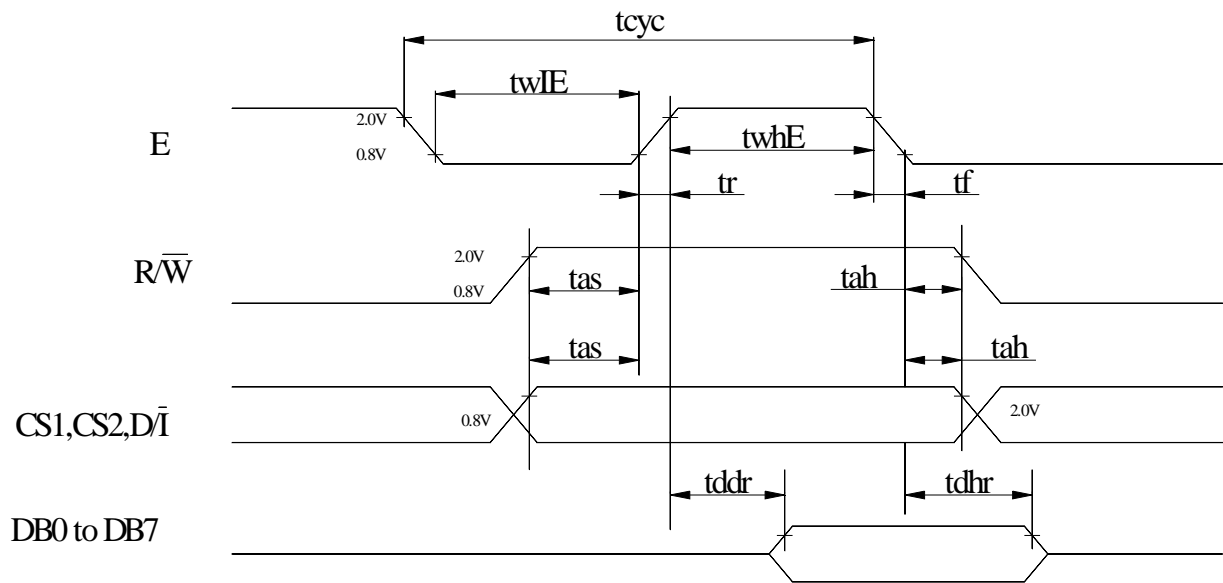 tcyc
twlE
2.0V
E
0.8V
twhE
tr
tf
2.0V
R/W̅
0.8V
tas
tah
tas
tah
CS1,CS2,D/I̅
0.8V
2.0V
tddr
tdhr
DB0 to DB7